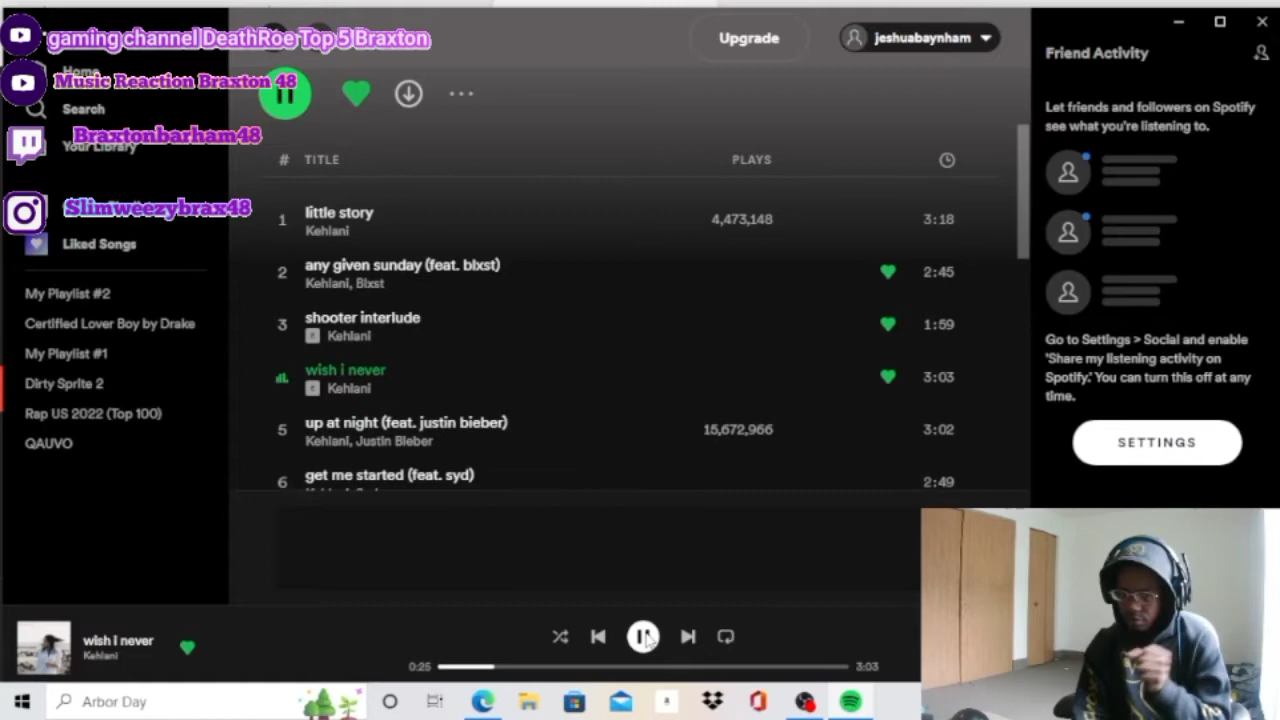 gaming channel DeathRoe Top 5 Braxton
Home
Music Reaction Braxton 48
Search
Braxtonbarham48
Your Library
Slimweezybrax48
Liked Songs
My Playlist #2
Certified Lover Boy by Drake
My Playlist #1
Dirty Sprite 2
Rap US 2022 (Top 100)
QAUVO
Upgrade
jeshuabaynham
# TITLE PLAYS
1 little story 4,473,148 3:18
Kehlani
2 any given sunday (feat. blxst) 2:45
Kehlani, Blxst
3 shooter interlude 1:59
E Kehlani
wish i never 3:03
E Kehlani
5 up at night (feat. justin bieber) 15,672,966 3:02
Kehlani, Justin Bieber
6 get me started (feat. syd) 2:49
Friend Activity
Let friends and followers on Spotify
see what you're listening to.
Go to Settings > Social and enable
'Share my listening activity on
Spotify.' You can turn this off at any
time.
SETTINGS
wish i never
Kehlani
0:25 3:03
Arbor Day